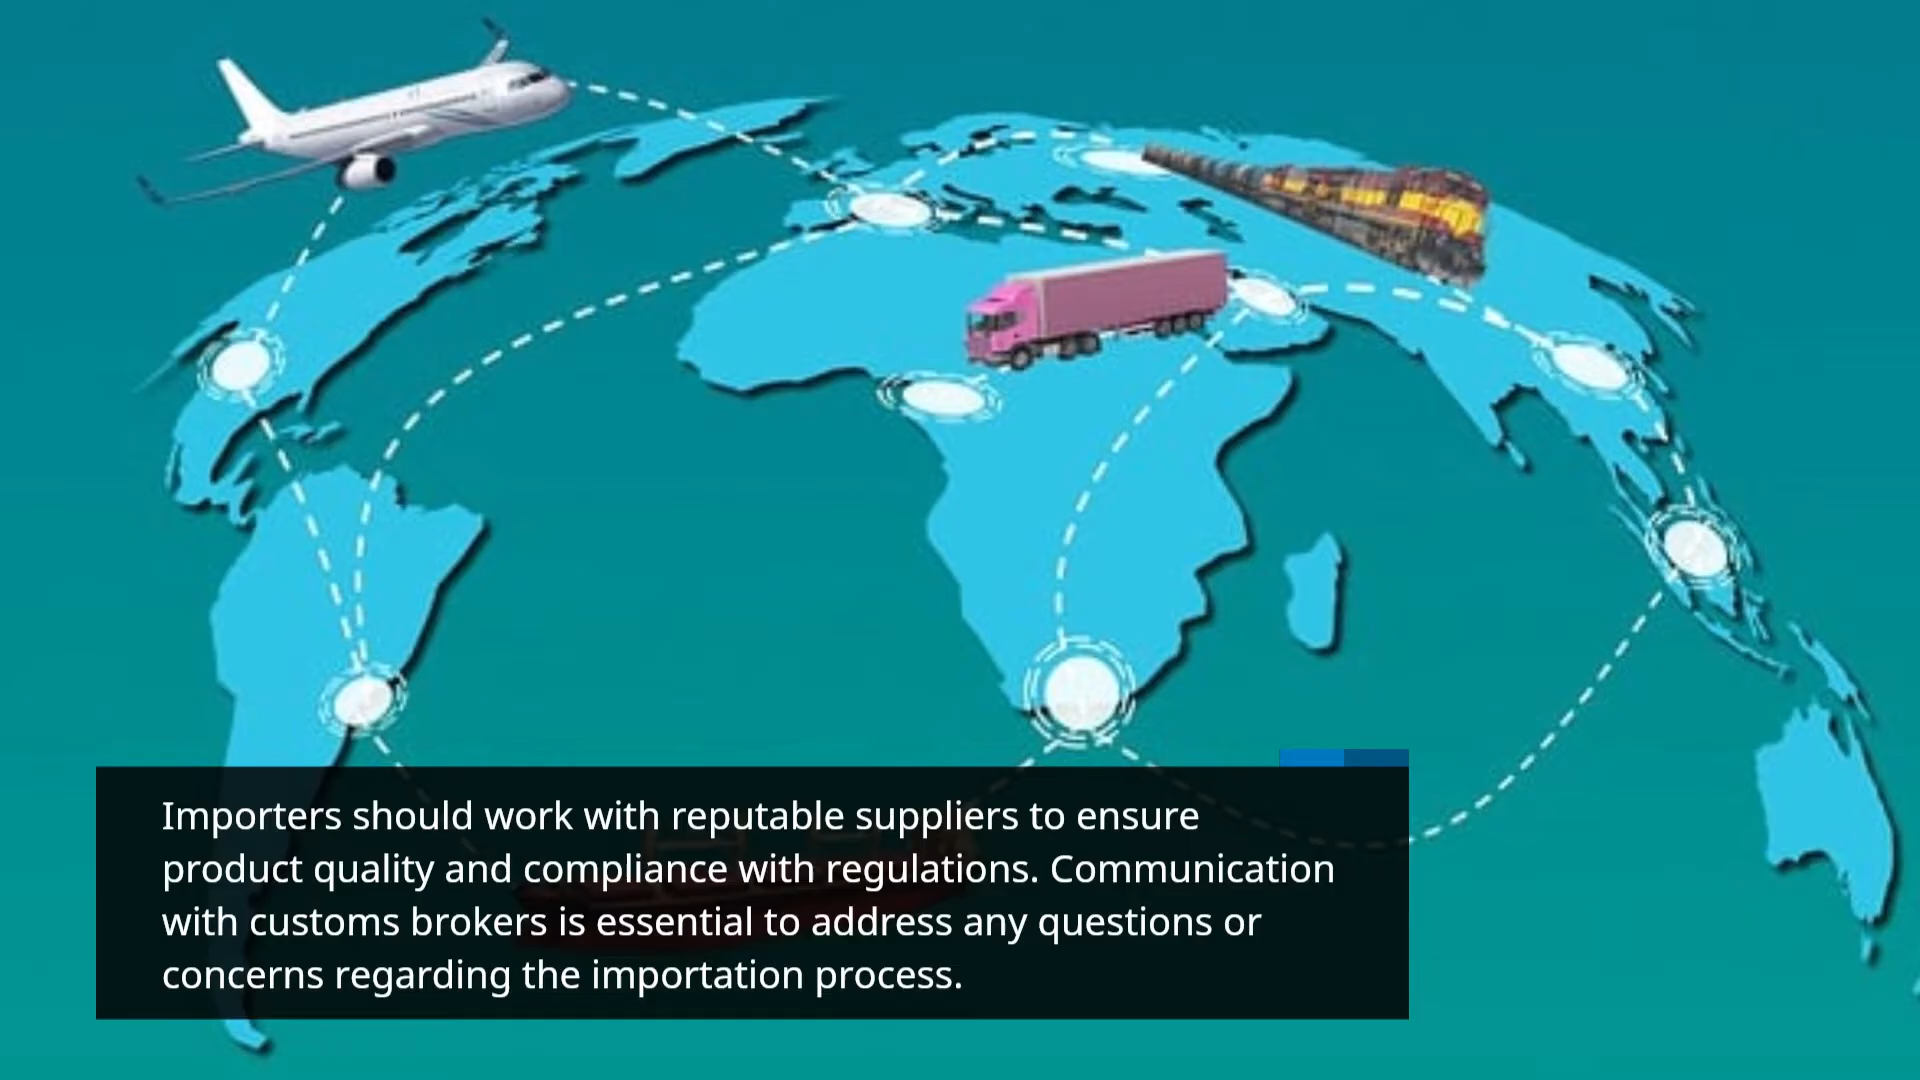 Importers should work with reputable suppliers to ensure
product quality and compliance with regulations. Communication
with customs brokers is essential to address any questions or
concerns regarding the importation process.